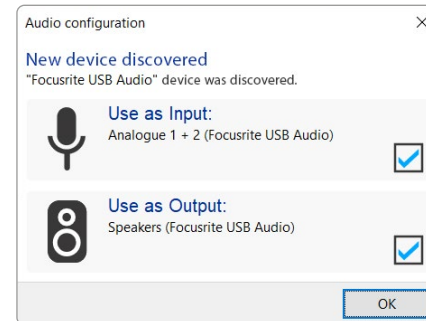 Audio configuration
New device discovered
"Focusrite USB Audio" device was discovered.
Use as Input:
Analogue 1 + 2 (Focusrite USB Audio)
Use as Output:
Speakers (Focusrite USB Audio)
OK